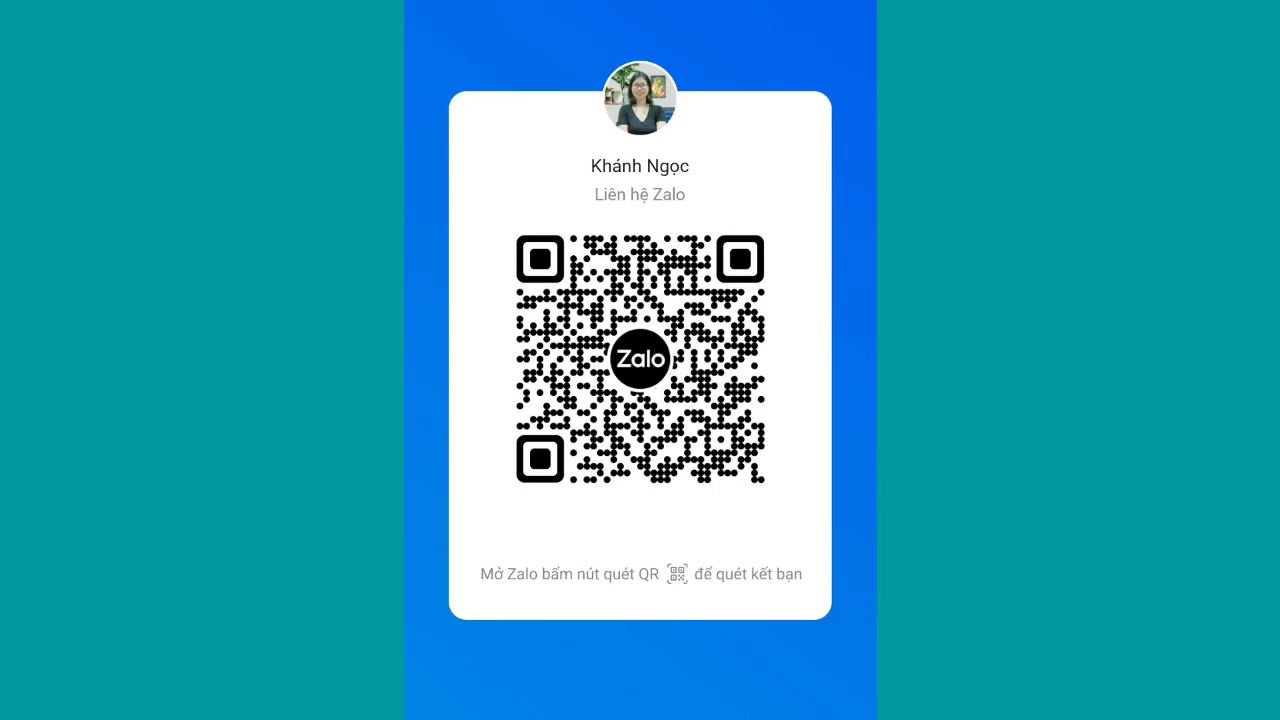 Khánh Ngọc
Liên hệ Zalo
Zalo
Mở Zalo bấm nút quét QR để quét kết bạn